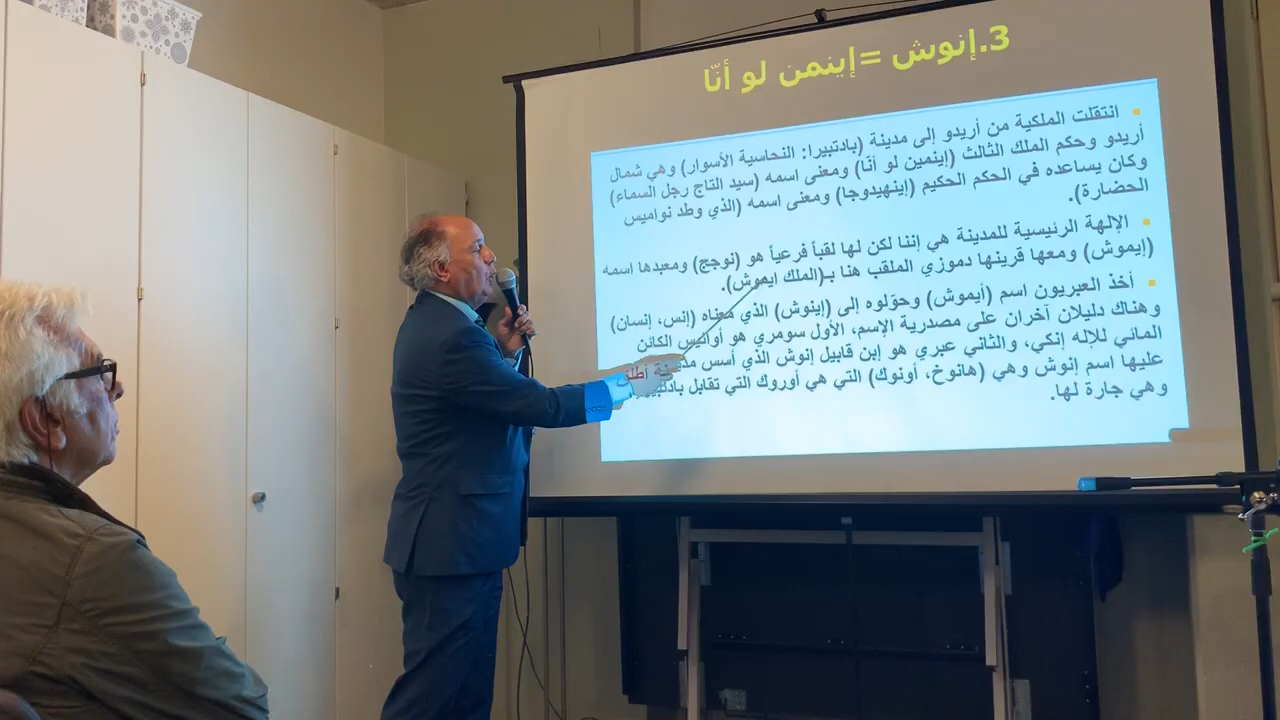 3.إنوش =إينمن لو أنّا
انتقلت الملكية من أريدو إلى مدينة (بادتبيرا: النحاسية الأسوار) وهي شمال
أريدو وحكم الملك الثالث (إينمين لو أنّا) ومعنى اسمه (سيد التاج رجل السماء)
وكان يساعده في الحكم الحكيم (إينهيدوجا) ومعنى اسمه (الذي وطد نواميس
الحضارة).
الإلهة الرئيسية للمدينة هي إننا لكن لها لقباً فرعياً هو (نوجج) ومعبدها اسمه
(إيموش) ومعها قرينها دموزي الملقب هنا بـ(الملك ايموش).
أخذ العبريون اسم (أيموش) وحوّلوه إلى (إينوش) الذي معناه (إنس، إنسان)
وهناك دليلان آخران على مصدرية الإسم، الأول سومري هو أوانيس الكائن
المائي للاله إنكي، والثاني عبري هو إبن قابيل إنوش الذي أسس مدينة أطلق
عليها اسم إنوش وهي (هانوخ، أونوك) التي هي أوروك التي تقابل
وهي جارة لها.